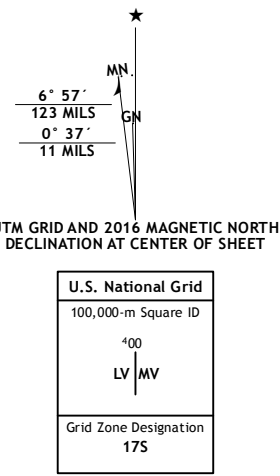 MN.
GN
6° 57´
123 MILS
0° 37´
11 MILS
UTM GRID AND 2016 MAGNETIC NORTH
DECLINATION AT CENTER OF SHEET
U.S. National Grid
100,000-m Square ID
⁴00
LV MV
Grid Zone Designation
17S